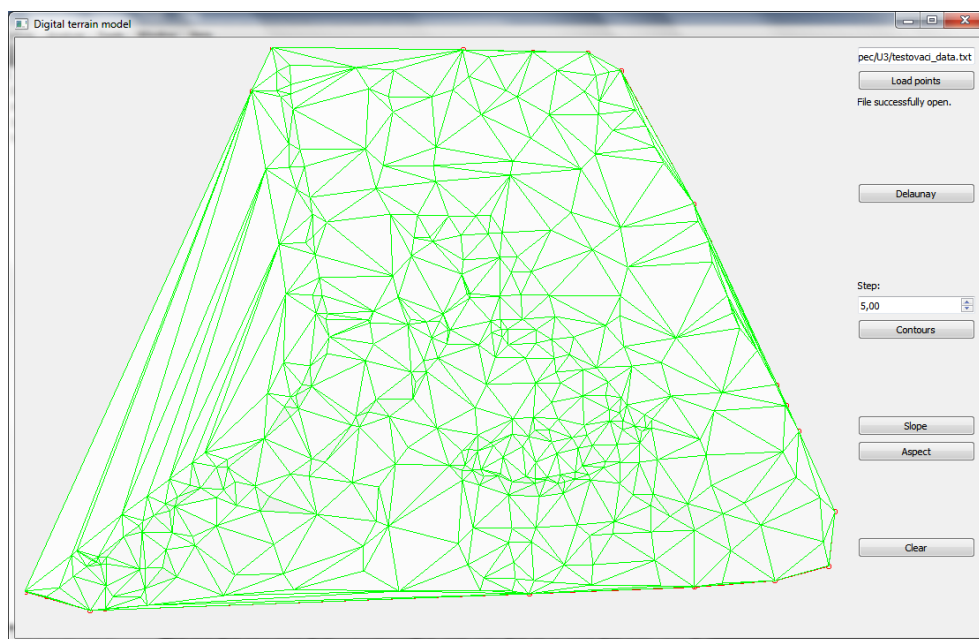 Digital terrain model
pec/U3/testovaci_data.txt
Load points
File successfully open.
Delaunay
Step:
5,00
Contours
Slope
Aspect
Clear